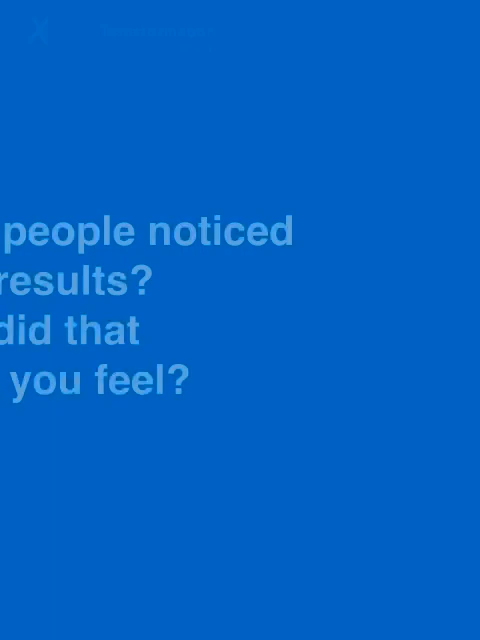 people noticed
results?
did that
you feel?